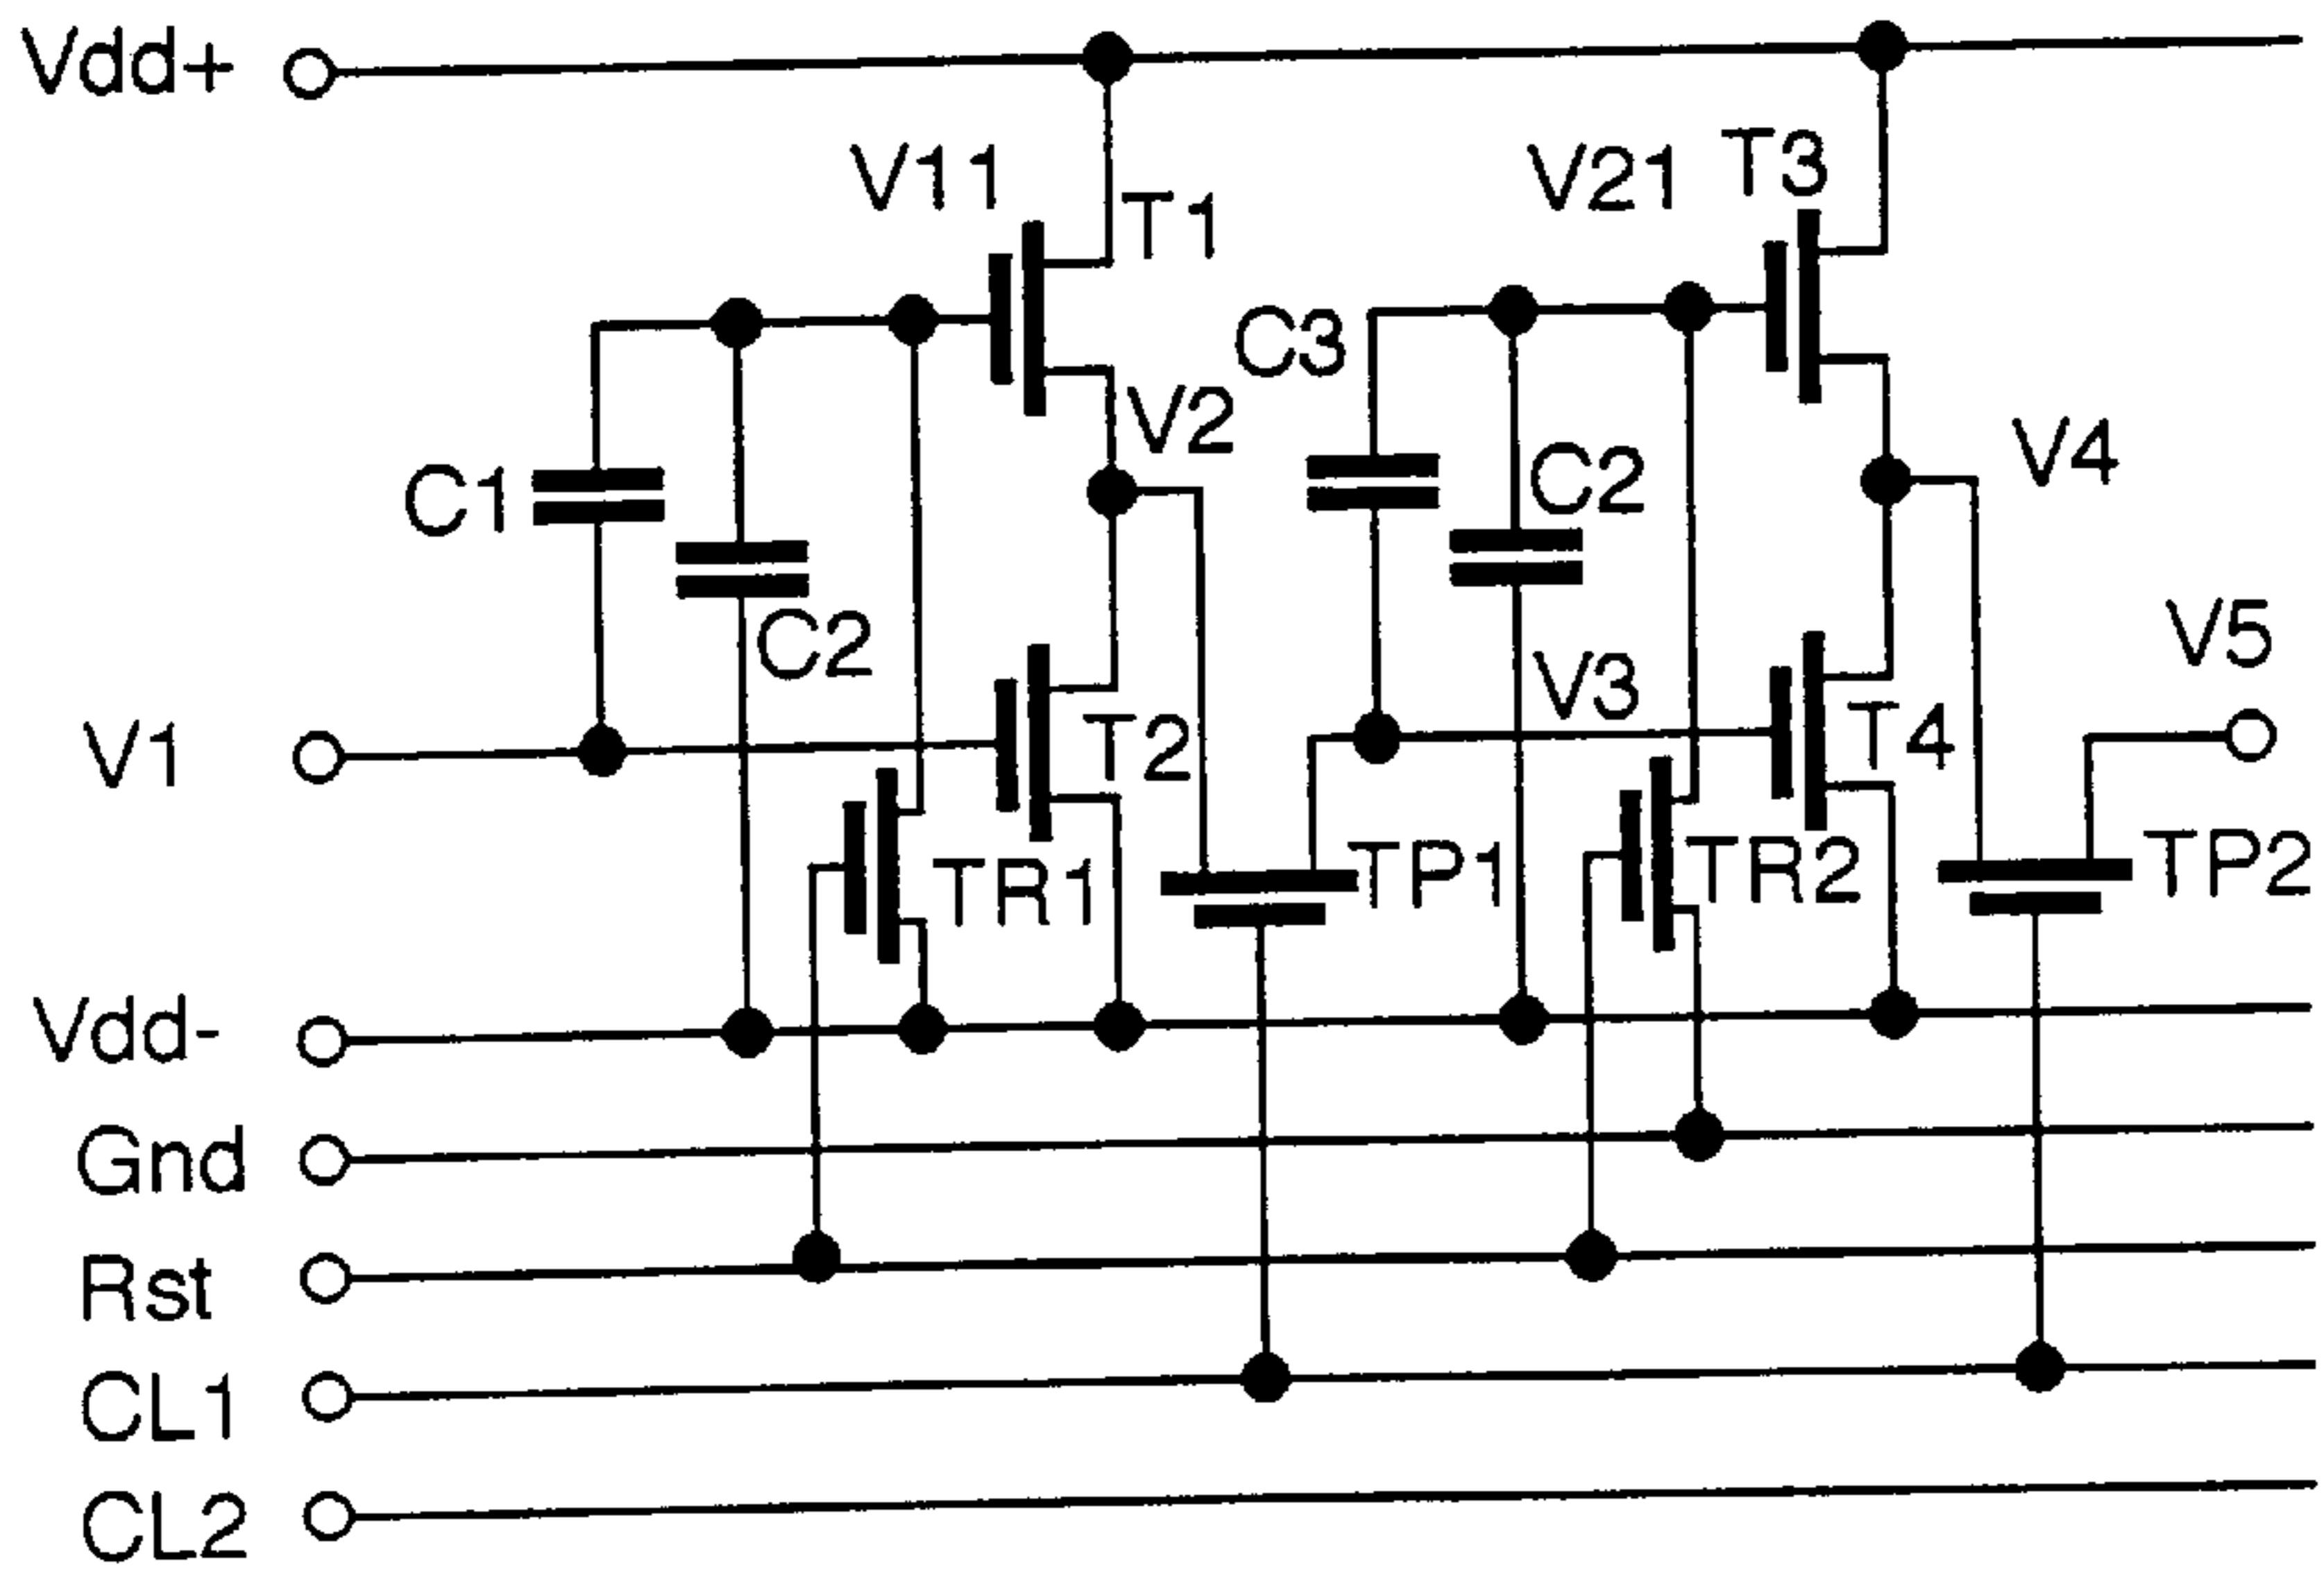 Vdd+
V11
T1
V21
T3
C1
C2
V2
C3
C2
V4
V1
T2
V3
T4
V5
TR1
TP1
TR2
TP2
Vdd-
Gnd
Rst
CL1
CL2